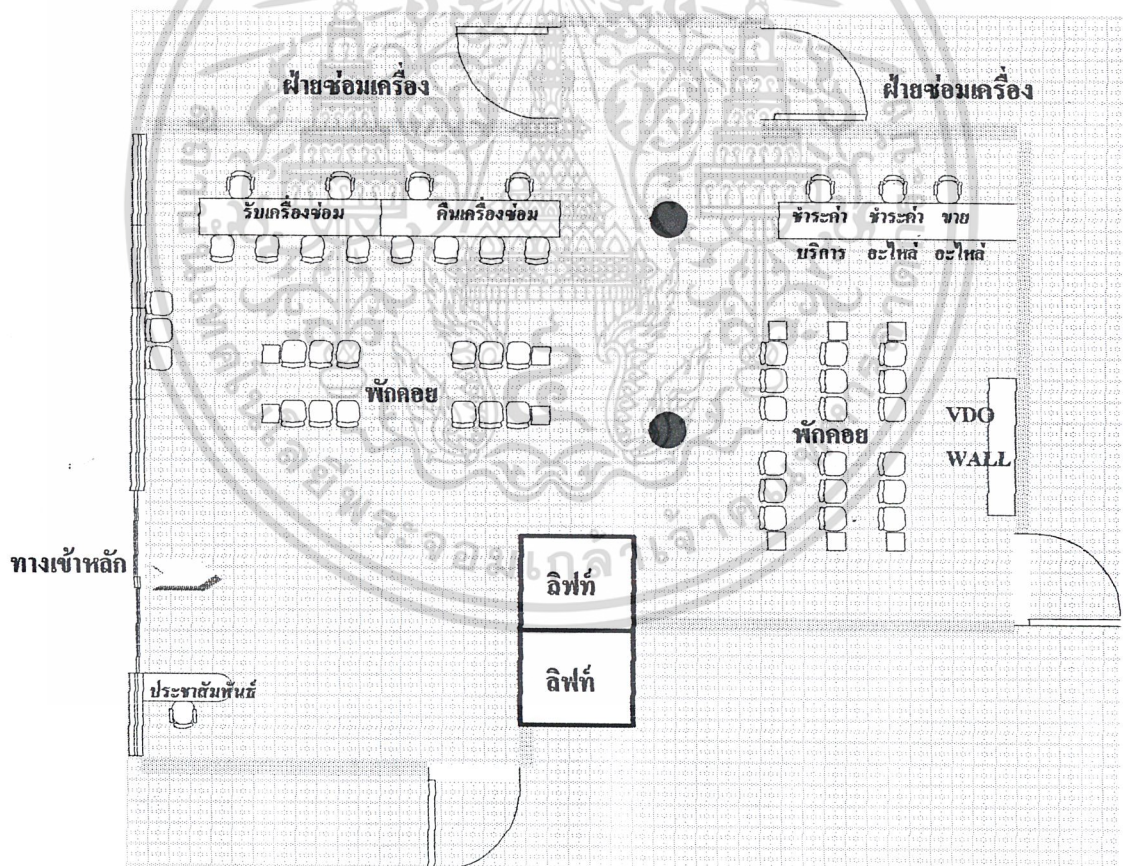 ฝ่ายซ่อมเครื่อง
ฝ่ายซ่อมเครื่อง
รับเครื่องซ่อม
คืนเครื่องซ่อม
ชำระค่า ชำระค่า ขาย
บริการ อะไหล่ อะไหล่
พักคอย
พักคอย
VDO
WALL
ทางเข้าหลัก
ลิฟท์
ลิฟท์
ประชาสัมพันธ์